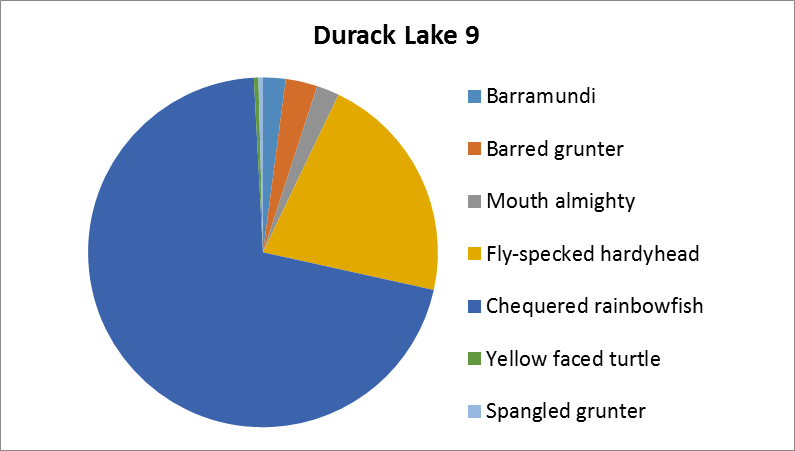 Durack Lake 9
Barramundi
Barred grunter
Mouth almighty
Fly-specked hardyhead
Chequered rainbowfish
Yellow faced turtle
Spangled grunter